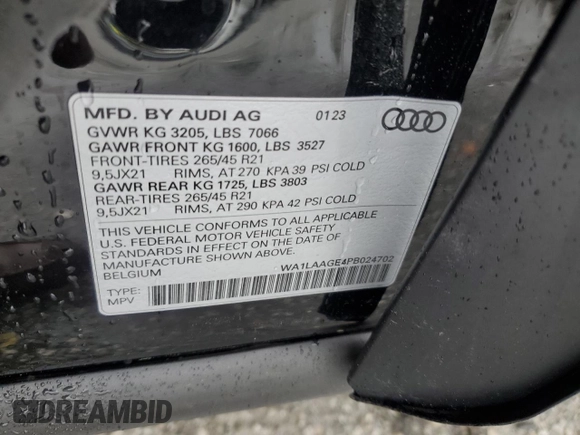 MFD. BY AUDI AG 01 23
GVWR KG 3205, LBS 7066
GAWR FRONT KG 1600, LBS 3527
FRONT-TIRES 265/45 R21
9,5JX21 RIMS, AT 270 KPA 39 PSI COLD
GAWR REAR KG 1725, LBS 3803
REAR-TIRES 265/45 R21
9,5JX21 RIMS, AT 290 KPA 42 PSI COLD
THIS VEHICLE CONFORMS TO ALL APPLICABLE
U.S. FEDERAL MOTOR VEHICLE SAFETY
STANDARDS IN EFFECT ON THE DATE OF
MANUFACTURE SHOWN ABOVE.
BELGIUM WA1LAAGE4PB024702
TYPE:
MPV
DREAMBID